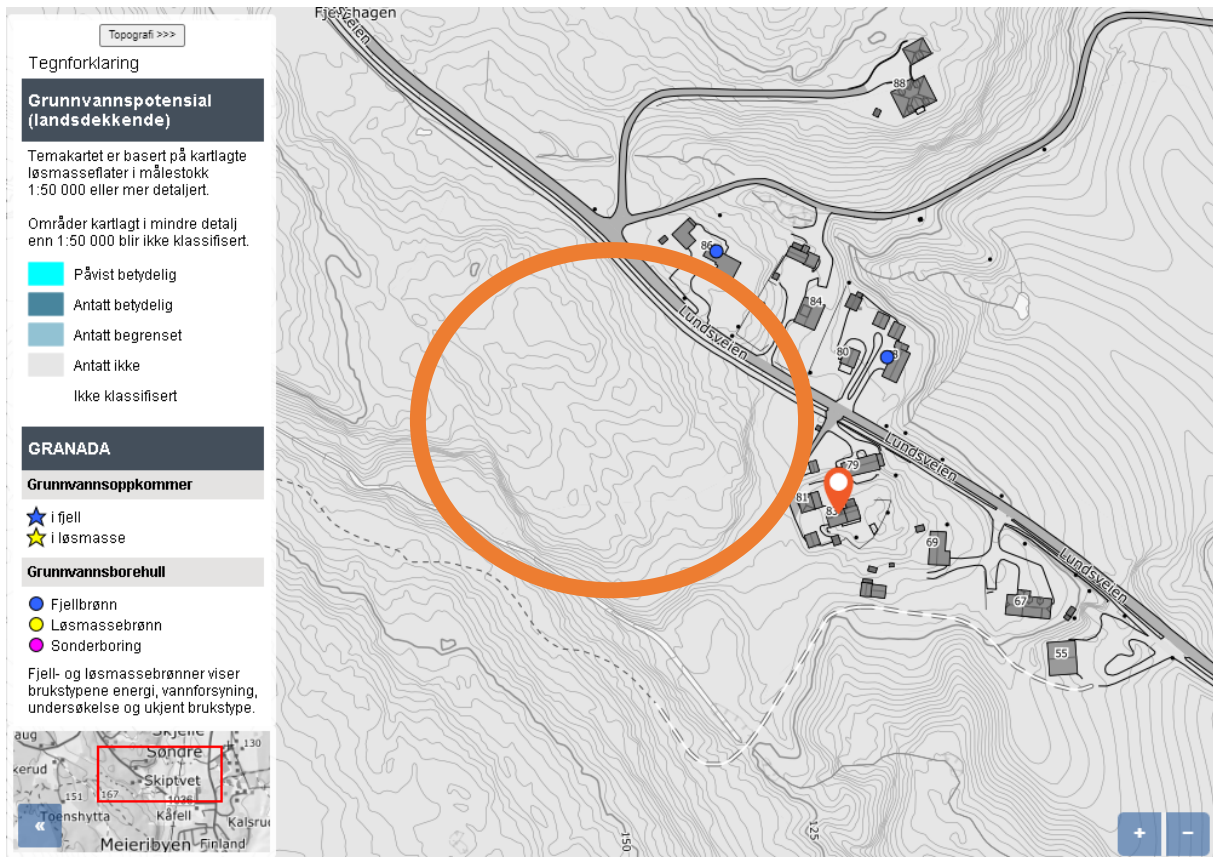 Topografi >>>
Tegnforklaring
Grunnvannspotensial
(landsdekkende)
Temakartet er basert på kartlagte
løsmasseflater i målestokk
1:50 000 eller mer detaljert.
Områder kartlagt i mindre detalj
enn 1:50 000 blir ikke klassifisert.
Påvist betydelig
Antatt betydelig
Antatt begrenset
Antatt ikke
Ikke klassifisert
GRANADA
Grunnvannsoppkommer
i fjell
i løsmasse
Grunnvannsborehull
Fjellbrønn
Løsmassebrønn
Sonderboring
Fjell- og løsmassebrønner viser
brukstypene energi, vannforsyning,
undersøkelse og ukjent brukstype.
aug
Skjelle
Søndre
130
kerud
Skiptvet
151
167
1026
Toenshytta
Kåfell
Kalsrud
Meieribyen
Finland
«
88
86
84
80
Lundsveien
79
Lundsveien
81
83
69
Lundsveien
67
55
150
125
+
−